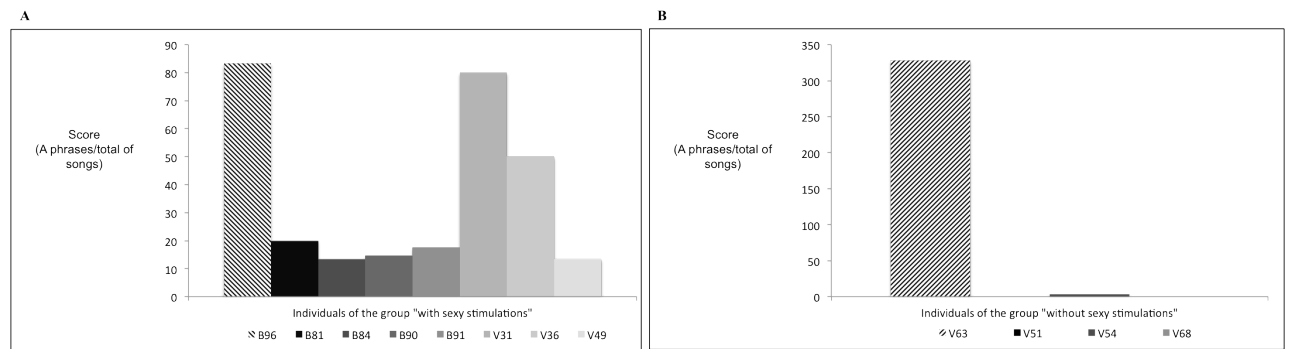 A
90
80
70
60
50
40
30
20
10
0
Score
(A phrases/total of
songs)
Individuals of the group "with sexy stimulations"
B96 B81 B84 B90 B91 V31 V36 V49
B
350
300
250
200
150
100
50
0
Score
(A phrases/total of
songs)
Individuals of the group "without sexy stimulations"
V63 V51 V54 V68